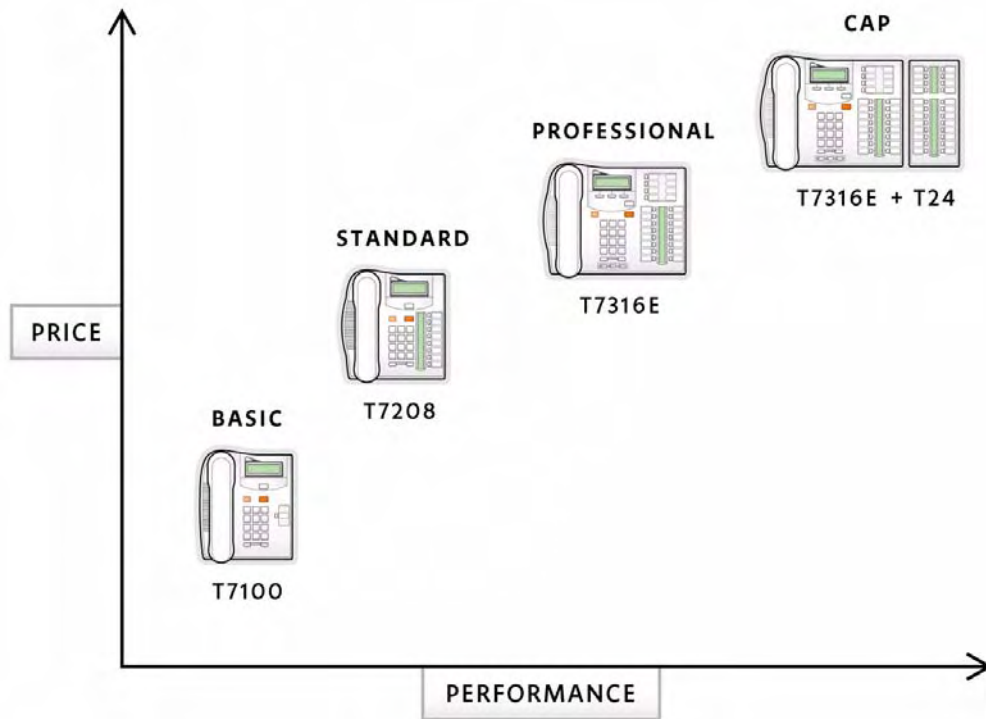 CAP
T7316E + T24
PROFESSIONAL
T7316E
STANDARD
T7208
PRICE
BASIC
T7100
PERFORMANCE